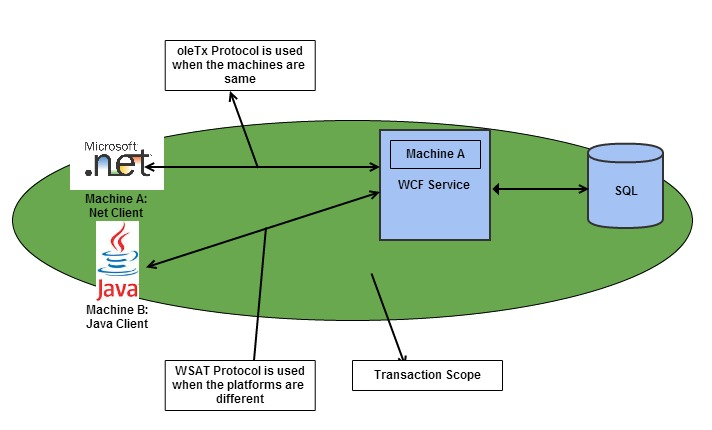 oleTx Protocol is used
when the machines are
same
Microsoft
.net
Machine A:
Net Client
Java
Machine B:
Java Client
Machine A
WCF Service
SQL
WSAT Protocol is used
when the platforms are
different
Transaction Scope